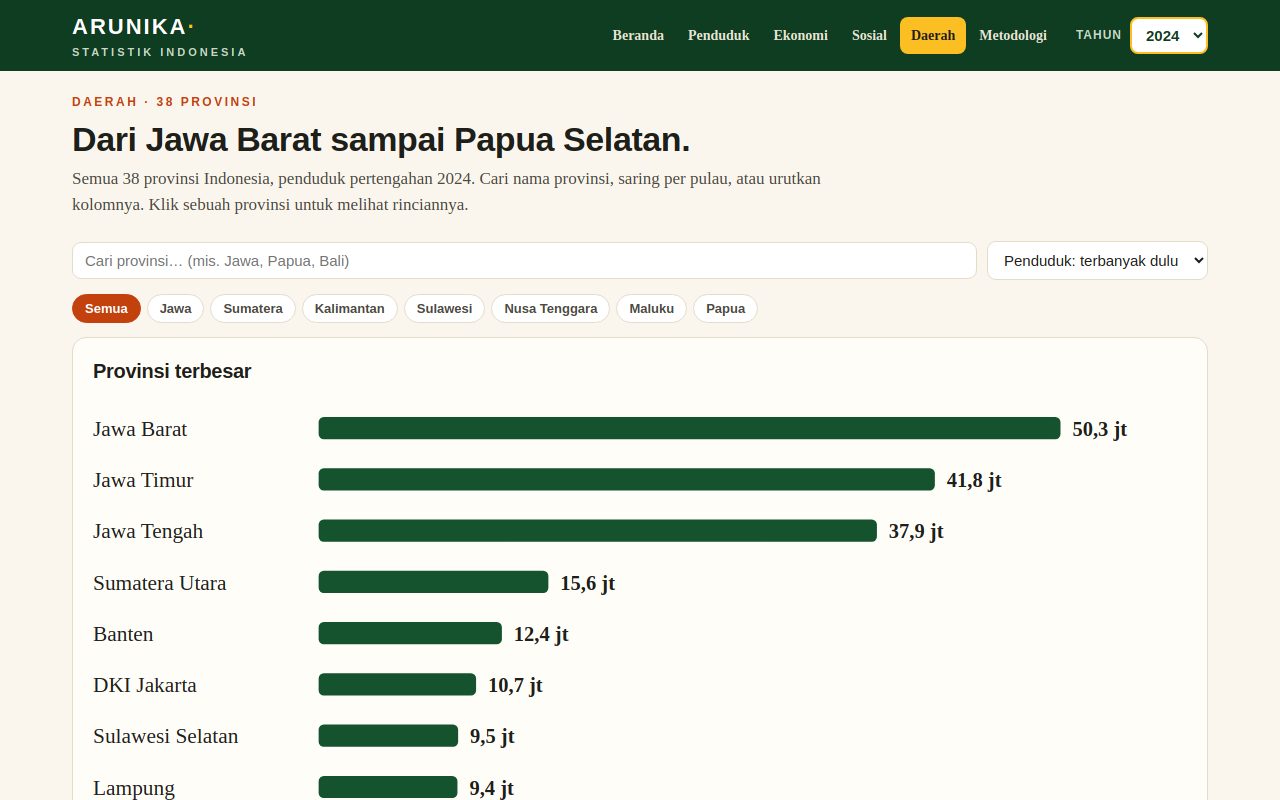 ARUNIKA·
STATISTIK INDONESIA
Beranda Penduduk Ekonomi Sosial Daerah Metodologi TAHUN 2024
DAERAH · 38 PROVINSI
Dari Jawa Barat sampai Papua Selatan.
Semua 38 provinsi Indonesia, penduduk pertengahan 2024. Cari nama provinsi, saring per pulau, atau urutkan
kolomnya. Klik sebuah provinsi untuk melihat rinciannya.
Cari provinsi… (mis. Jawa, Papua, Bali) Penduduk: terbanyak dulu
Semua Jawa Sumatera Kalimantan Sulawesi Nusa Tenggara Maluku Papua
Provinsi terbesar
Jawa Barat 50,3 jt
Jawa Timur 41,8 jt
Jawa Tengah 37,9 jt
Sumatera Utara 15,6 jt
Banten 12,4 jt
DKI Jakarta 10,7 jt
Sulawesi Selatan 9,5 jt
Lampung 9,4 jt